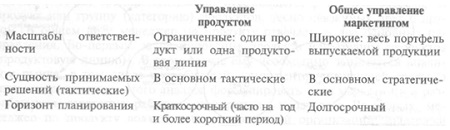 Управление продуктом
Общее управление маркетингом
Масштабы ответствен-
ности
Ограниченные: один про-
дукт или одна продукто-
вая линия
Широкие: весь портфель
выпускаемой продукции
Сущность принимаемых
решений (тактические)
В основном тактические
В основном стратегиче-
ские
Горизонт планирования
Краткосрочный (часто на год
и более короткий период)
Долгосрочный